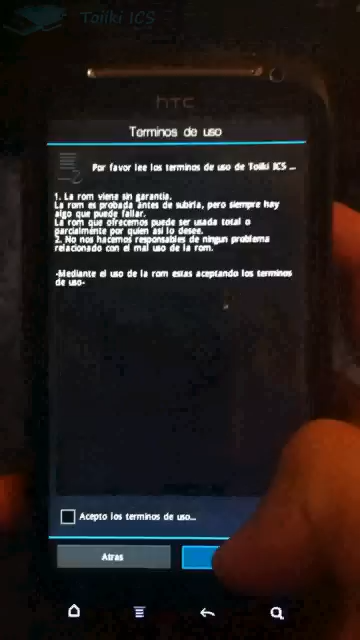 Tailki ICS
htc
Terminos de uso
Por favor lee los terminos de uso de Toilki ICS ...
1. La rom viene sin garantia.
La rom es probada antes de subirla, pero siempre hay
algo que puede fallar.
La rom que ofrecemos puede ser usada total o
parcialmente por quien asi lo desee.
2. No nos hacemos responsables de ningun problema
relacionado con el mal uso de la rom.
-Mediante el uso de la rom estas aceptando los terminos
de uso-
Acepto los terminos de uso...
Atras